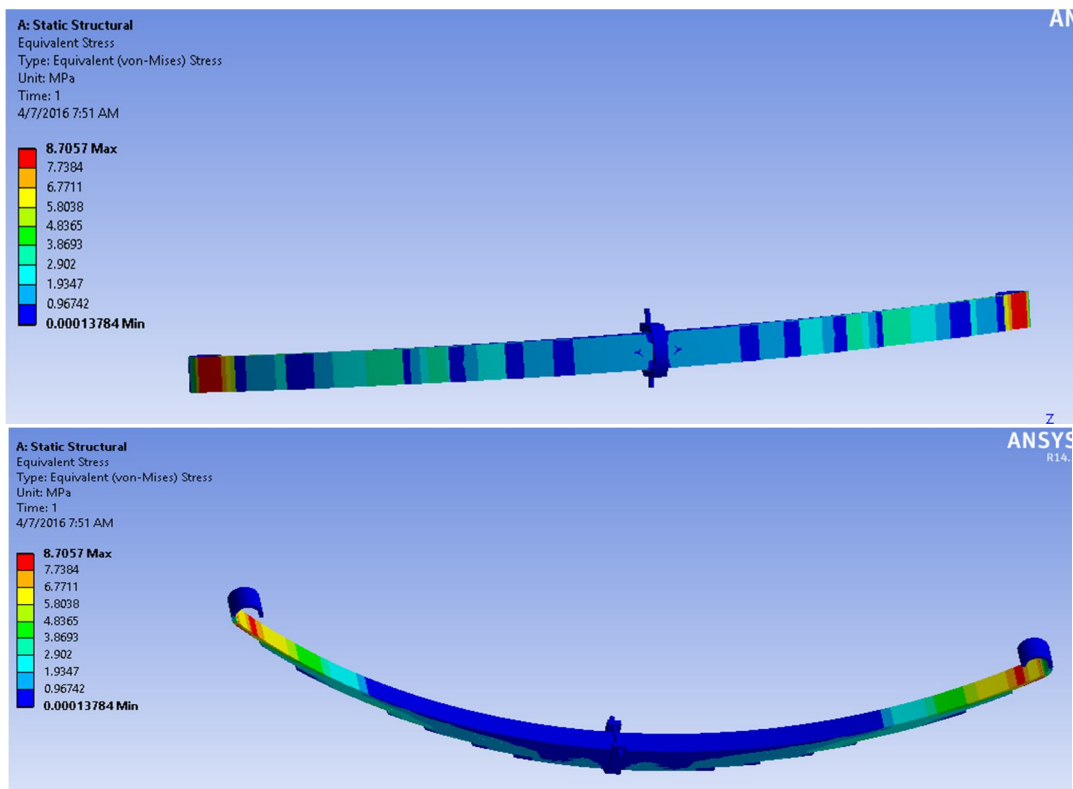 A: Static Structural
Equivalent Stress
Type: Equivalent (von-Mises) Stress
Unit: MPa
Time: 1
4/7/2016 7:51 AM
8.7057 Max
7.7384
6.7711
5.8038
4.8365
3.8693
2.902
1.9347
0.96742
0.00013784 Min
AN
Z
A: Static Structural
Equivalent Stress
Type: Equivalent (von-Mises) Stress
Unit: MPa
Time: 1
4/7/2016 7:51 AM
8.7057 Max
7.7384
6.7711
5.8038
4.8365
3.8693
2.902
1.9347
0.96742
0.00013784 Min
ANSYS
R14.